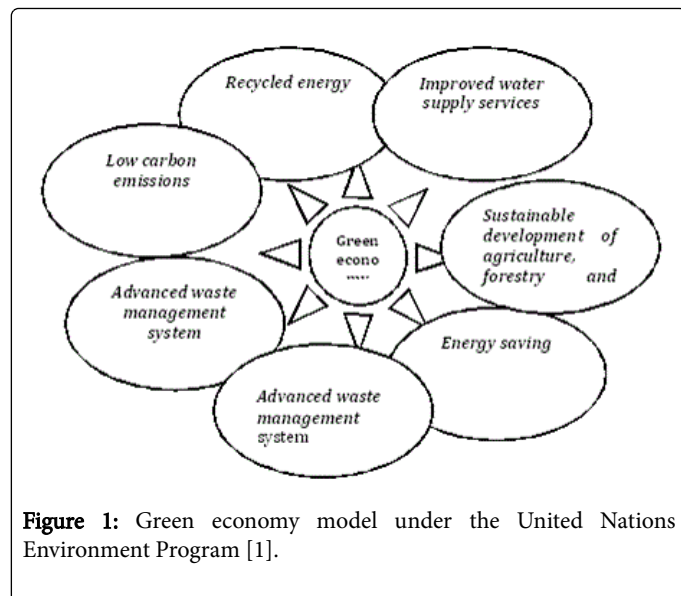 Recycled energy
Improved water
supply services
Low carbon
emissions
Sustainable
development of
agriculture,
forestry and
Green
econo
Advanced waste
management
system
Energy saving
Advanced waste
management
system
Figure 1: Green economy model under the United Nations
Environment Program [1].